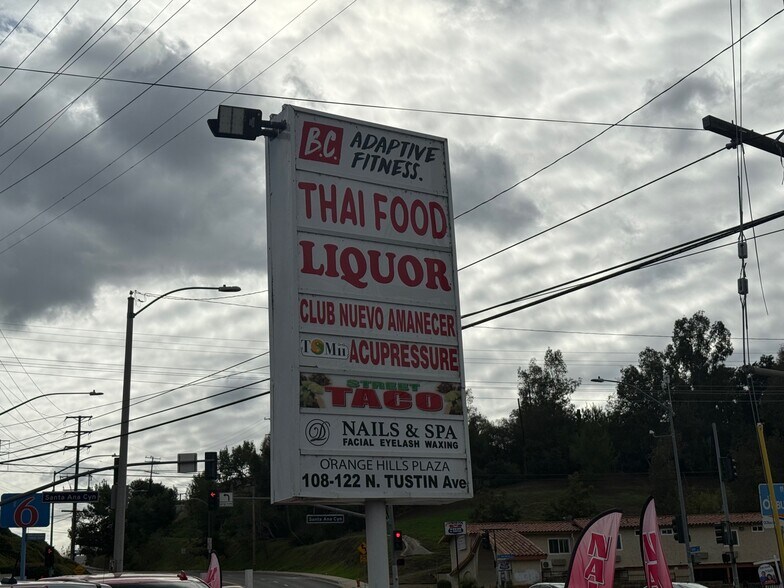 B.C. ADAPTIVE
FITNESS.
THAI FOOD
LIQUOR
CLUB NUEVO AMANECER
TOMN ACUPRESSURE
STREET
TACO
D NAILS & SPA
FACIAL EYELASH WAXING
ORANGE HILLS PLAZA
108-122 N. TUSTIN Ave
6
Santa Ana Cyn
Santa Ana Cyn